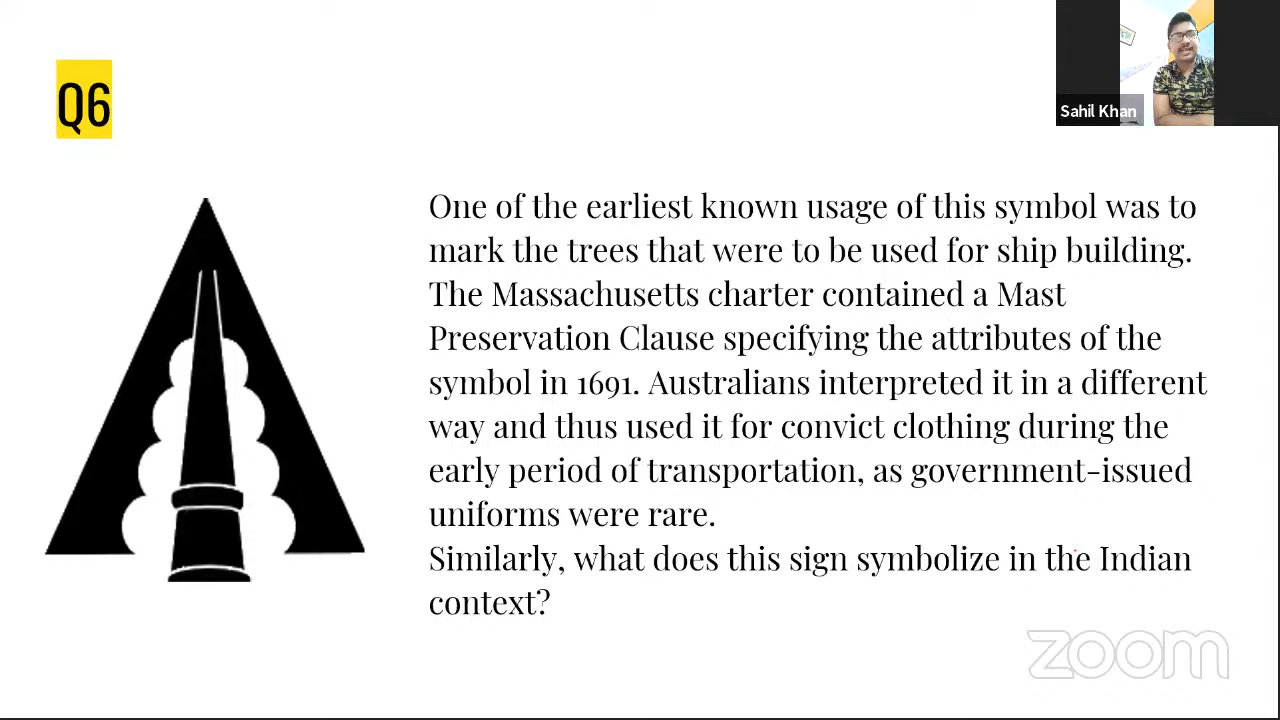 Q6
Sahil Khan
One of the earliest known usage of this symbol was to
mark the trees that were to be used for ship building.
The Massachusetts charter contained a Mast
Preservation Clause specifying the attributes of the
symbol in 1691. Australians interpreted it in a different
way and thus used it for convict clothing during the
early period of transportation, as government-issued
uniforms were rare.
Similarly, what does this sign symbolize in the Indian
context?
zoom